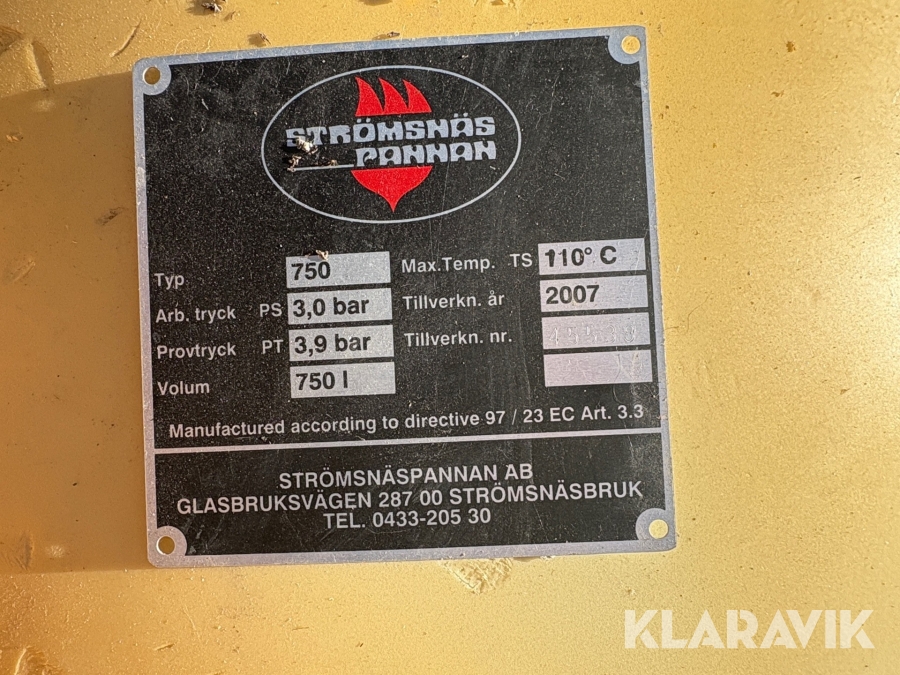 STRÖMSNÄS
PANNAN
Typ 750 Max.Temp. TS 110° C
Arb. tryck PS 3,0 bar Tillverkn. år 2007
Provtryck PT 3,9 bar Tillverkn. nr.
Volum 750 l
Manufactured according to directive 97 / 23 EC Art. 3.3
STRÖMSNÄSPANNAN AB
GLASBRUKSVÄGEN 287 00 STRÖMSNÄSBRUK
TEL. 0433-205 30
KLARAVIK